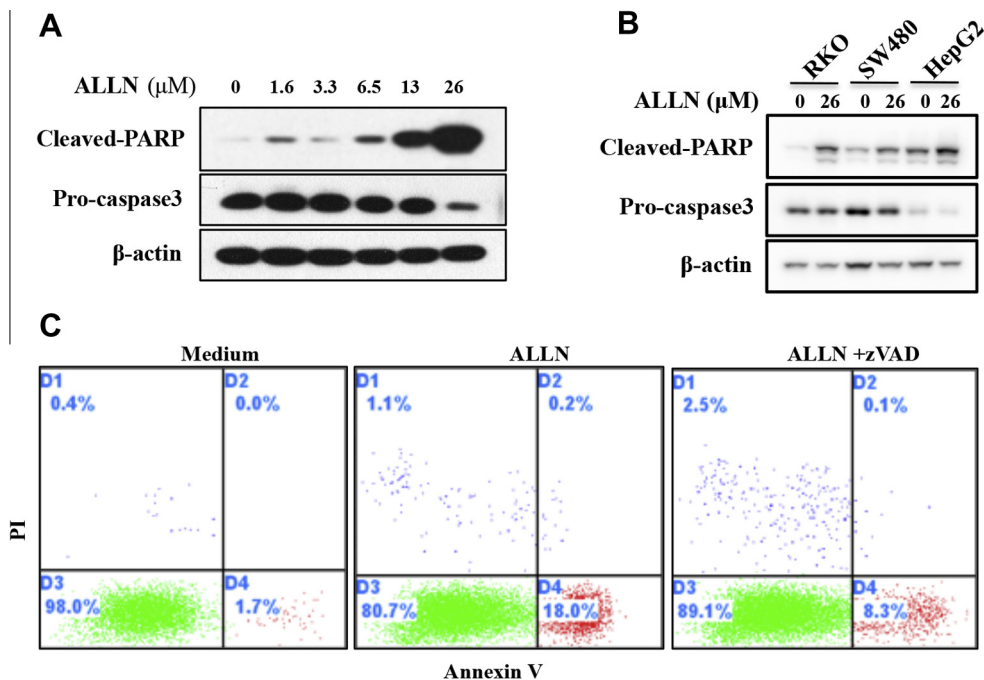 A
ALLN (μM) 0 1.6 3.3 6.5 13 26
Cleaved-PARP
Pro-caspase3
β-actin
B
RKO SW480 HepG2
ALLN (μM) 0 26 0 26 0 26
Cleaved-PARP
Pro-caspase3
β-actin
C
Medium ALLN ALLN +zVAD
D1 D2 D1 D2 D1 D2
0.4% 0.0% 1.1% 0.2% 2.5% 0.1%
PI
D3 D4 D3 D4 D3 D4
98.0% 1.7% 80.7% 18.0% 89.1% 8.3%
Annexin V